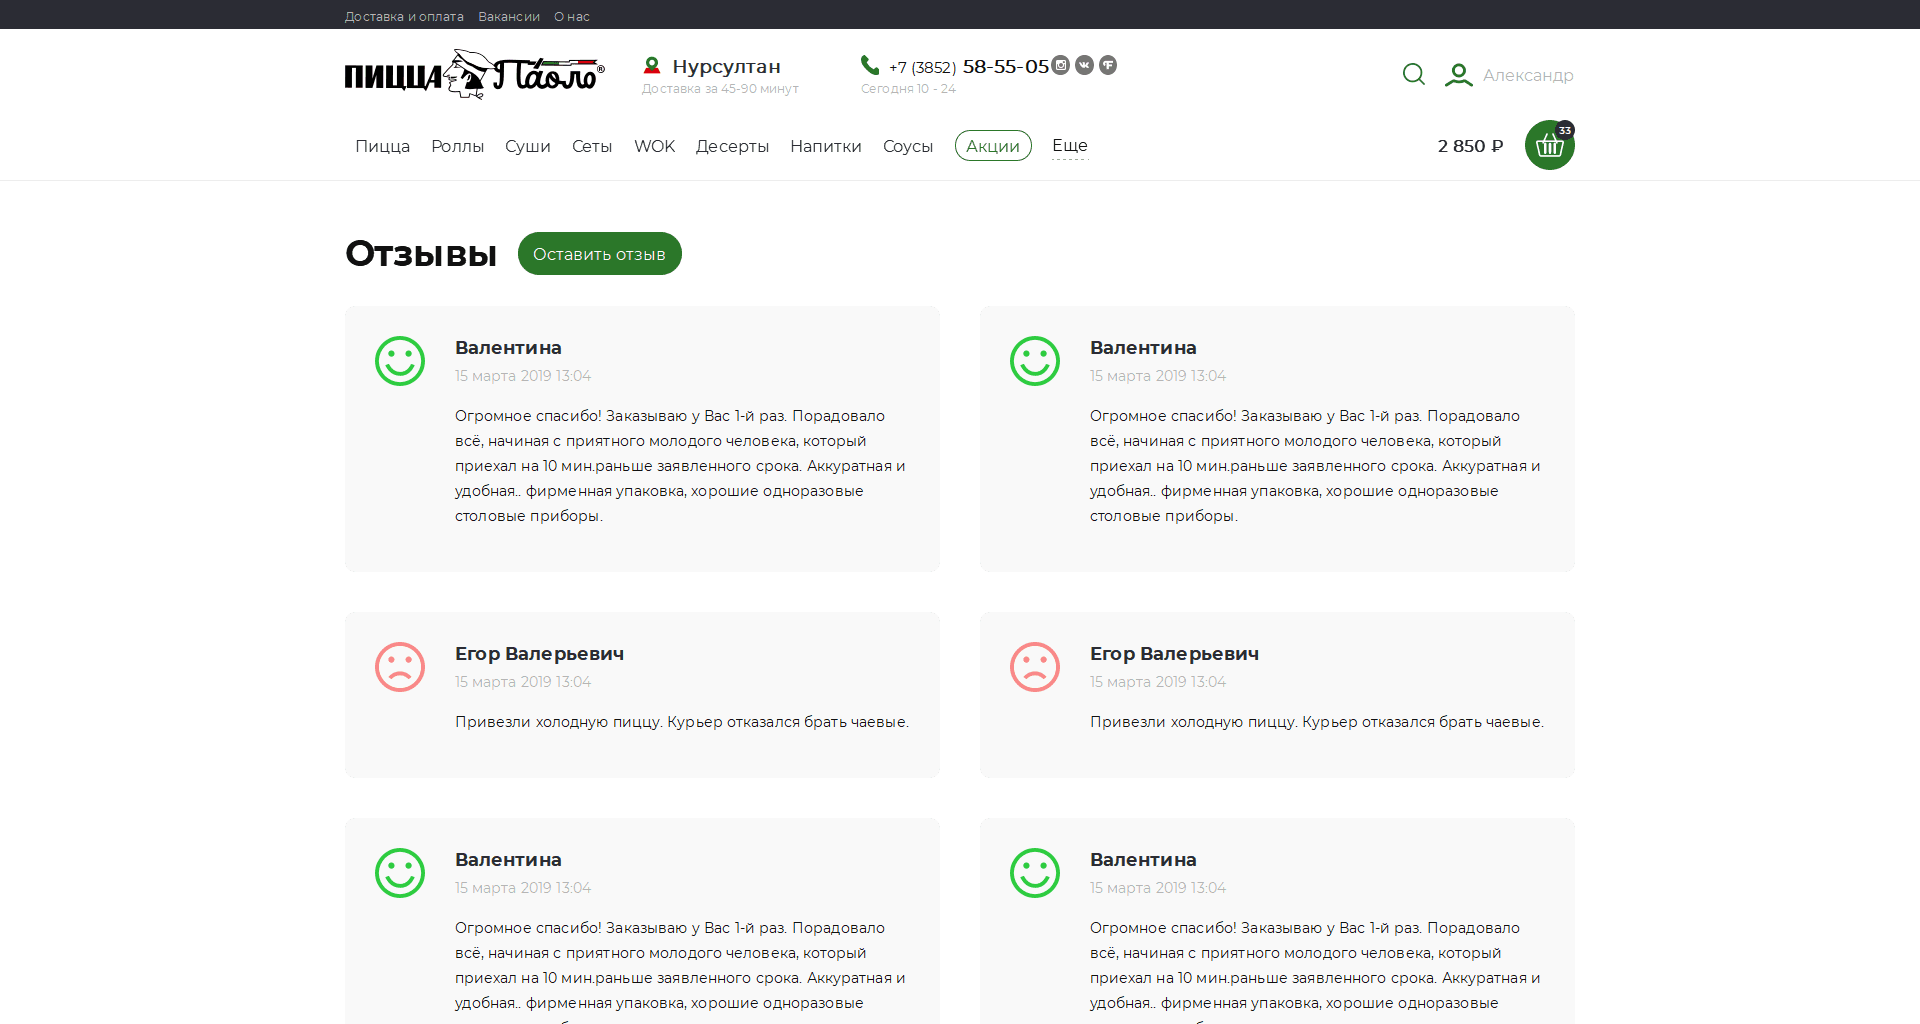 Доставка и оплата Вакансии О нас
ПИЦЦА Пáоло®
Нурсултан
Доставка за 45-90 минут
+7 (3852) 58-55-05
Сегодня 10 - 24
Александр
Пицца Роллы Суши Сеты WOK Десерты Напитки Соусы Акции Еще
2 850 ₽
33
Отзывы
Оставить отзыв
Валентина
15 марта 2019 13:04
Огромное спасибо! Заказываю у Вас 1-й раз. Порадовало
всё, начиная с приятного молодого человека, который
приехал на 10 мин.раньше заявленного срока. Аккуратная и
удобная.. фирменная упаковка, хорошие одноразовые
столовые приборы.
Валентина
15 марта 2019 13:04
Огромное спасибо! Заказываю у Вас 1-й раз. Порадовало
всё, начиная с приятного молодого человека, который
приехал на 10 мин.раньше заявленного срока. Аккуратная и
удобная.. фирменная упаковка, хорошие одноразовые
столовые приборы.
Егор Валерьевич
15 марта 2019 13:04
Привезли холодную пиццу. Курьер отказался брать чаевые.
Егор Валерьевич
15 марта 2019 13:04
Привезли холодную пиццу. Курьер отказался брать чаевые.
Валентина
15 марта 2019 13:04
Огромное спасибо! Заказываю у Вас 1-й раз. Порадовало
всё, начиная с приятного молодого человека, который
приехал на 10 мин.раньше заявленного срока. Аккуратная и
удобная.. фирменная упаковка, хорошие одноразовые
Валентина
15 марта 2019 13:04
Огромное спасибо! Заказываю у Вас 1-й раз. Порадовало
всё, начиная с приятного молодого человека, который
приехал на 10 мин.раньше заявленного срока. Аккуратная и
удобная.. фирменная упаковка, хорошие одноразовые